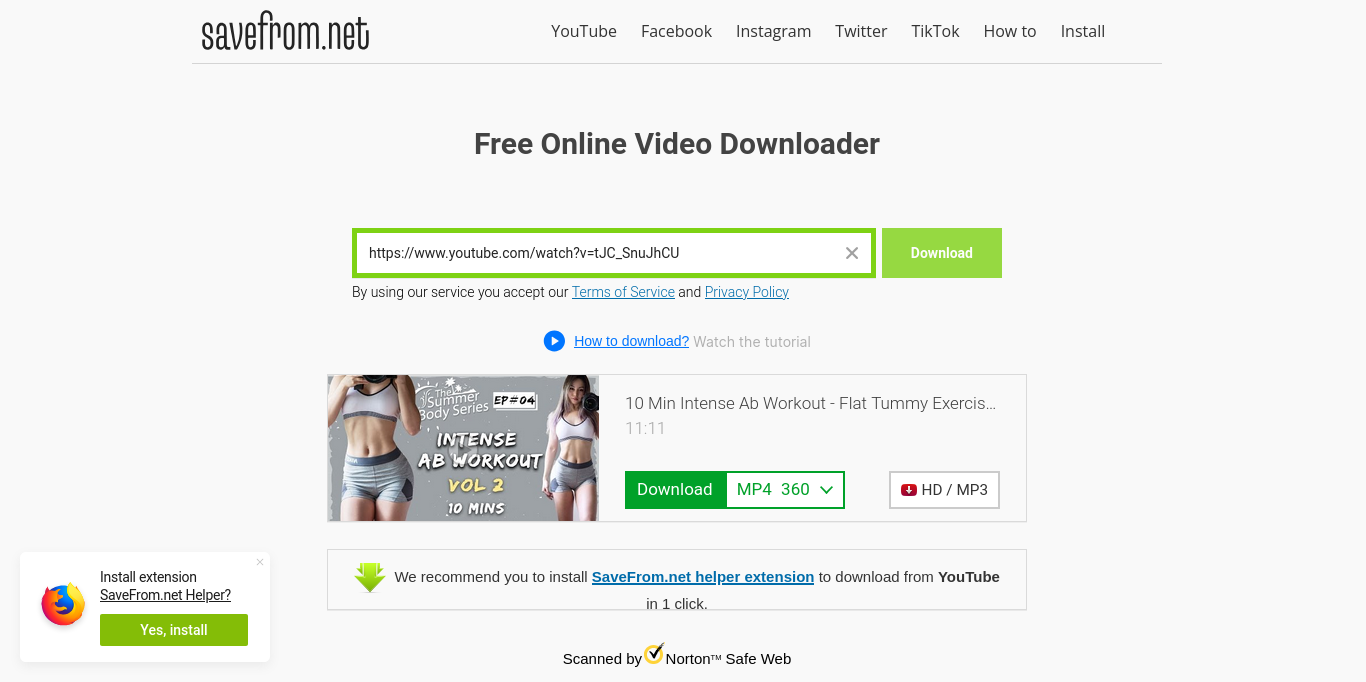 savefrom.net
YouTube Facebook Instagram Twitter TikTok How to Install
Free Online Video Downloader
https://www.youtube.com/watch?v=tJC_SnuJhCU
Download
By using our service you accept our Terms of Service and Privacy Policy
How to download? Watch the tutorial
The
Summer
Body Series
EP#04
INTENSE
AB WORKOUT
VOL 2
10 MINS
10 Min Intense Ab Workout - Flat Tummy Exercis...
11:11
Download MP4 360
HD / MP3
We recommend you to install SaveFrom.net helper extension to download from YouTube
in 1 click.
Install extension
SaveFrom.net Helper?
Yes, install
Scanned by Norton™ Safe Web